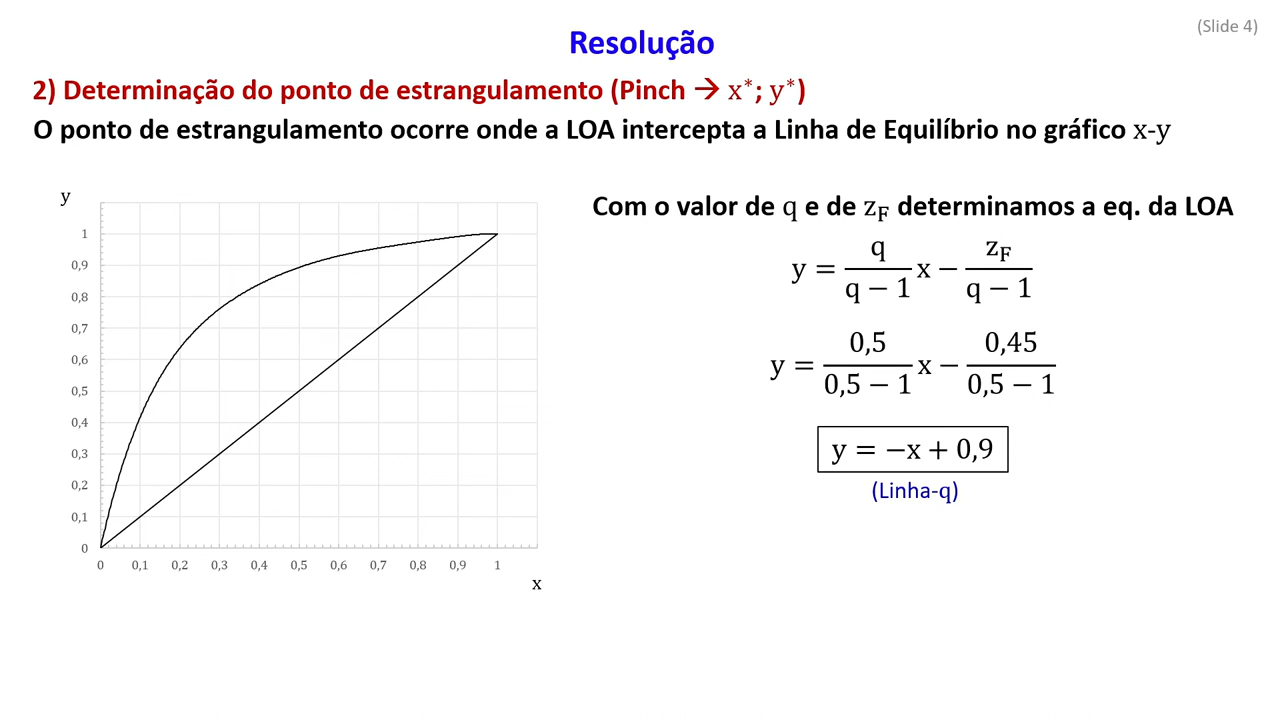 (Slide 4)
Resolução
2) Determinação do ponto de estrangulamento (Pinch → x*; y*)
O ponto de estrangulamento ocorre onde a LOA intercepta a Linha de Equilíbrio no gráfico x-y
y
1
0,9
0,8
0,7
0,6
0,5
0,4
0,3
0,2
0,1
0
0 0,1 0,2 0,3 0,4 0,5 0,6 0,7 0,8 0,9 1
x
Com o valor de q e de z_F determinamos a eq. da LOA
y = q/(q − 1) x − z_F/(q − 1)
y = 0,5/(0,5 − 1) x − 0,45/(0,5 − 1)
y = −x + 0,9
(Linha-q)